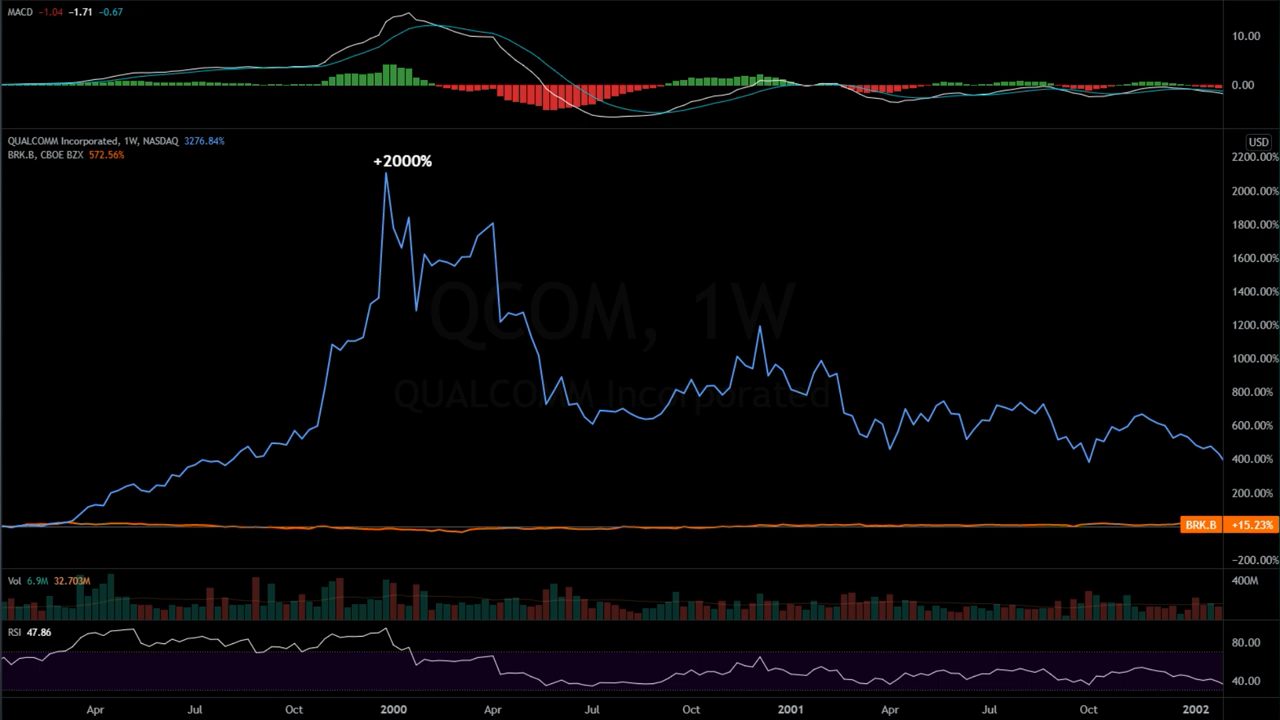 MACD -1.04 -1.71 -0.67
10.00
0.00
QUALCOMM Incorporated, 1W, NASDAQ 3276.84%
BRK.B, CBOE BZX 572.56%
USD
+2000%
2200.00%
2000.00%
1800.00%
1600.00%
1400.00%
1200.00%
1000.00%
800.00%
600.00%
400.00%
200.00%
QCOM, 1W
QUALCOMM Incorporated
BRK.B +15.23%
−200.00%
Vol 6.9M 32.703M
400M
RSI 47.86
80.00
40.00
Apr Jul Oct 2000 Apr Jul Oct 2001 Apr Jul Oct 2002